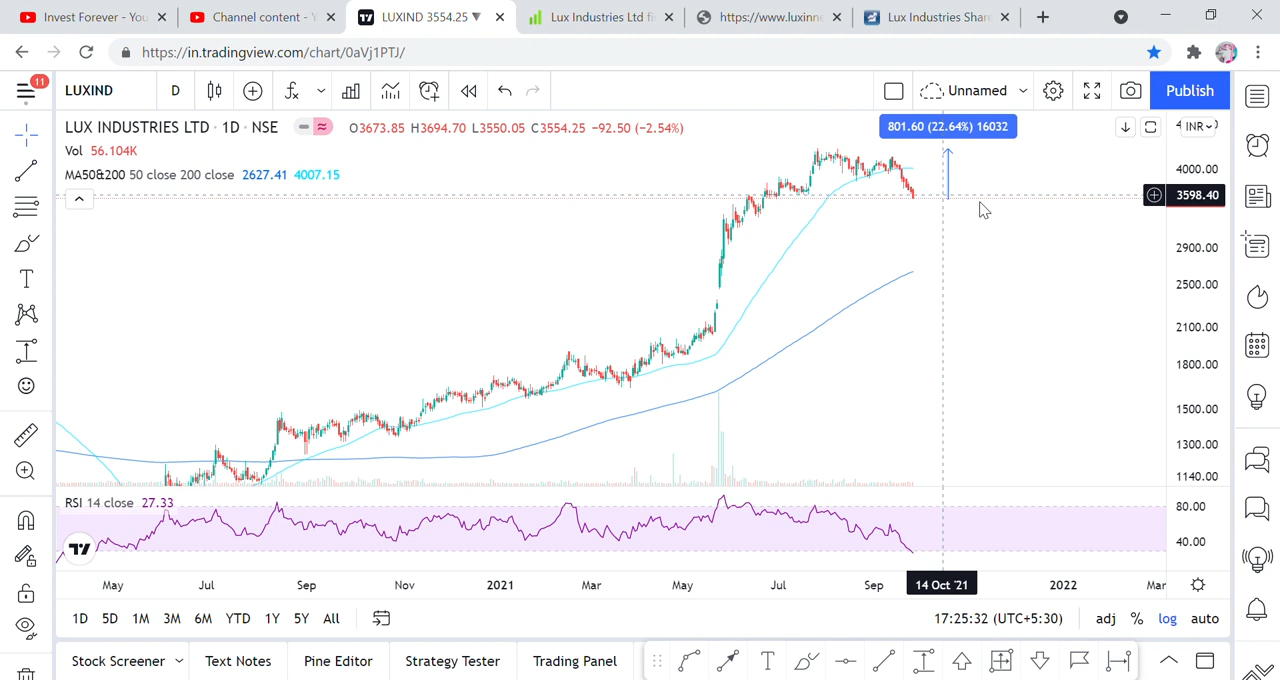 Invest Forever - You
Channel content - Y
LUXIND 3554.25 ▼
Lux Industries Ltd fi
https://www.luxinn
Lux Industries Shar
https://in.tradingview.com/chart/0aVj1PTJ/
11
LUXIND
D
Unnamed
Publish
LUX INDUSTRIES LTD · 1D · NSE
O3673.85 H3694.70 L3550.05 C3554.25 −92.50 (−2.54%)
801.60 (22.64%) 16032
INR
Vol 56.104K
MA50&200 50 close 200 close 2627.41 4007.15
4000.00
3598.40
2900.00
2500.00
2100.00
1800.00
1500.00
1300.00
1140.00
RSI 14 close 27.33
80.00
40.00
May
Jul
Sep
Nov
2021
Mar
May
Jul
Sep
14 Oct '21
2022
Mar
1D 5D 1M 3M 6M YTD 1Y 5Y All
17:25:32 (UTC+5:30)
adj % log auto
Stock Screener
Text Notes
Pine Editor
Strategy Tester
Trading Panel